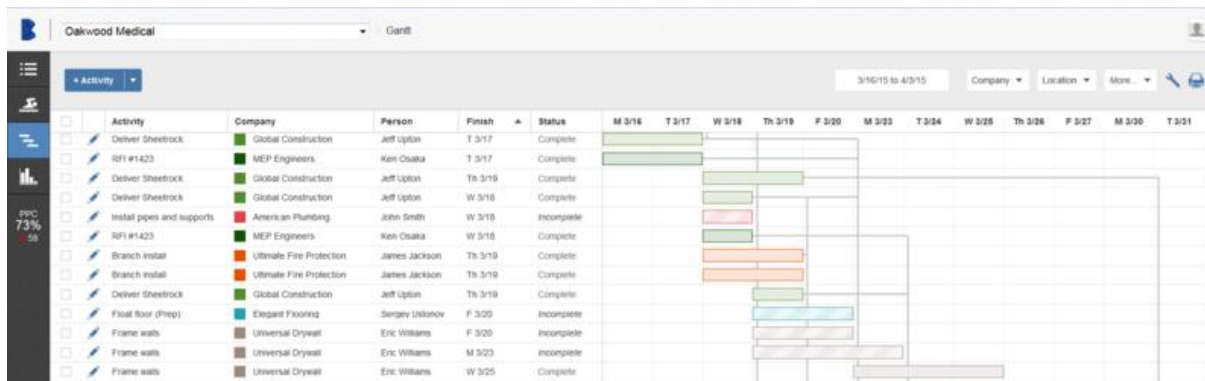 B Oakwood Medical Gantt
+ Activity 3/16/15 to 4/3/15 Company Location More...
Activity Company Person Finish Status M 3/16 T 3/17 W 3/18 Th 3/19 F 3/20 M 3/23 T 3/24 W 3/25 Th 3/26 F 3/27 M 3/30 T 3/31
Deliver Sheetrock Global Construction Jeff Upton T 3/17 Complete
RFI #1423 MEP Engineers Ken Osaka T 3/17 Complete
Deliver Sheetrock Global Construction Jeff Upton Th 3/19 Complete
Deliver Sheetrock Global Construction Jeff Upton W 3/18 Complete
Install pipes and supports American Plumbing John Smith W 3/18 Incomplete
RFI #1423 MEP Engineers Ken Osaka W 3/18 Complete
Branch install Ultimate Fire Protection James Jackson Th 3/19 Complete
Branch install Ultimate Fire Protection James Jackson Th 3/19 Complete
Deliver Sheetrock Global Construction Jeff Upton Th 3/19 Complete
Float floor (Prep) Elegant Flooring Sergey Ustonov F 3/20 Incomplete
Frame walls Universal Drywall Eric Williams F 3/20 Incomplete
Frame walls Universal Drywall Eric Williams M 3/23 Incomplete
Frame walls Universal Drywall Eric Williams W 3/25 Complete
PPC
73%
58